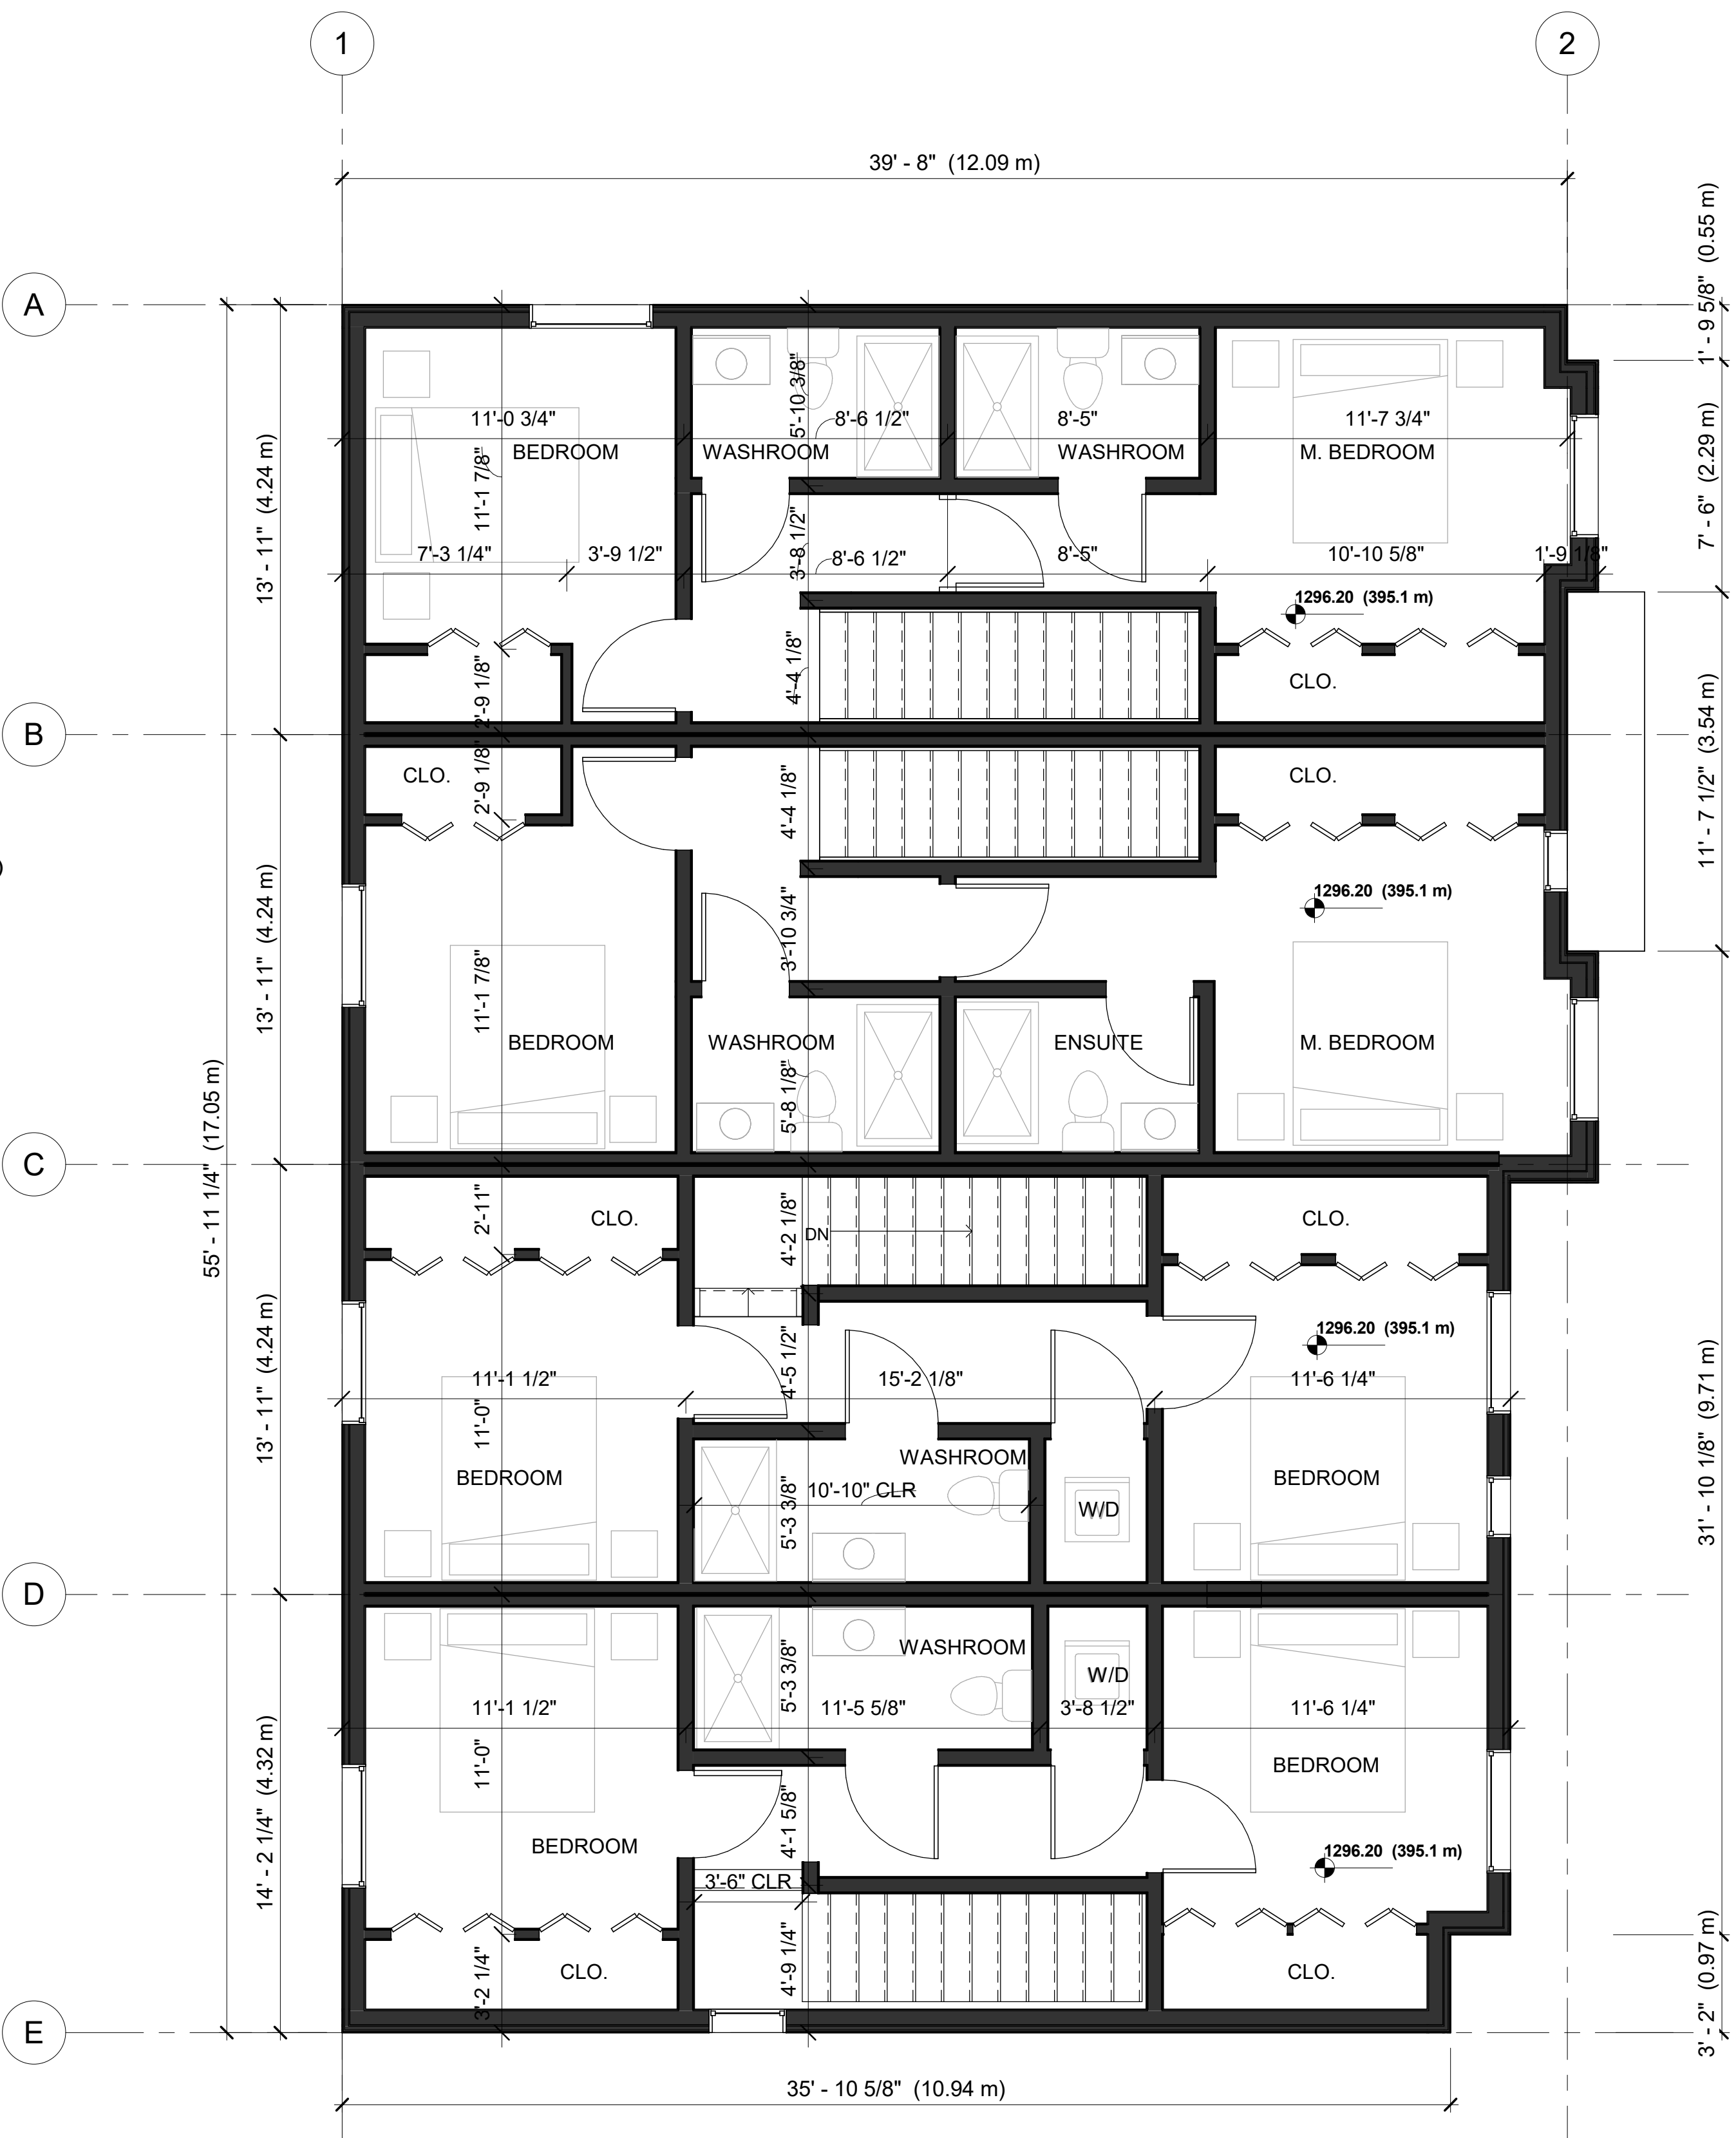 1
2
39' - 8" (12.09 m)
1' - 9 5/8" (0.55 m)
A
5'-10 3/8"
11'-0 3/4"
8'-6 1/2"
8'-5"
11'-7 3/4"
BEDROOM
WASHROOM
WASHROOM
M. BEDROOM
7' - 6" (2.29 m)
13' - 11" (4.24 m)
11'-1 7/8"
3'-8 1/2"
7'-3 1/4"
3'-9 1/2"
8'-6 1/2"
8'-5"
10'-10 5/8"
1'-9 1/8"
1296.20 (395.1 m)
4'-4 1/8"
2'-9 1/8"
CLO.
B
CLO.
2'-9 1/8"
4'-4 1/8"
CLO.
11' - 7 1/2" (3.54 m)
1296.20 (395.1 m)
13' - 11" (4.24 m)
3'-10 3/4"
11'-1 7/8"
BEDROOM
WASHROOM
ENSUITE
M. BEDROOM
5'-8 1/8"
55' - 11 1/4" (17.05 m)
C
2'-11"
CLO.
4'-2 1/8"
DN
CLO.
1296.20 (395.1 m)
13' - 11" (4.24 m)
4'-5 1/2"
11'-1 1/2"
15'-2 1/8"
11'-6 1/4"
11'-0"
31' - 10 1/8" (9.71 m)
WASHROOM
BEDROOM
BEDROOM
10'-10" CLR
5'-3 3/8"
W/D
D
WASHROOM
5'-3 3/8"
W/D
11'-1 1/2"
11'-5 5/8"
3'-8 1/2"
11'-6 1/4"
11'-0"
BEDROOM
14' - 2 1/4" (4.32 m)
4'-1 5/8"
BEDROOM
1296.20 (395.1 m)
3'-6" CLR
4'-9 1/4"
3'-2 1/4"
CLO.
CLO.
3' - 2" (0.97 m)
E
35' - 10 5/8" (10.94 m)